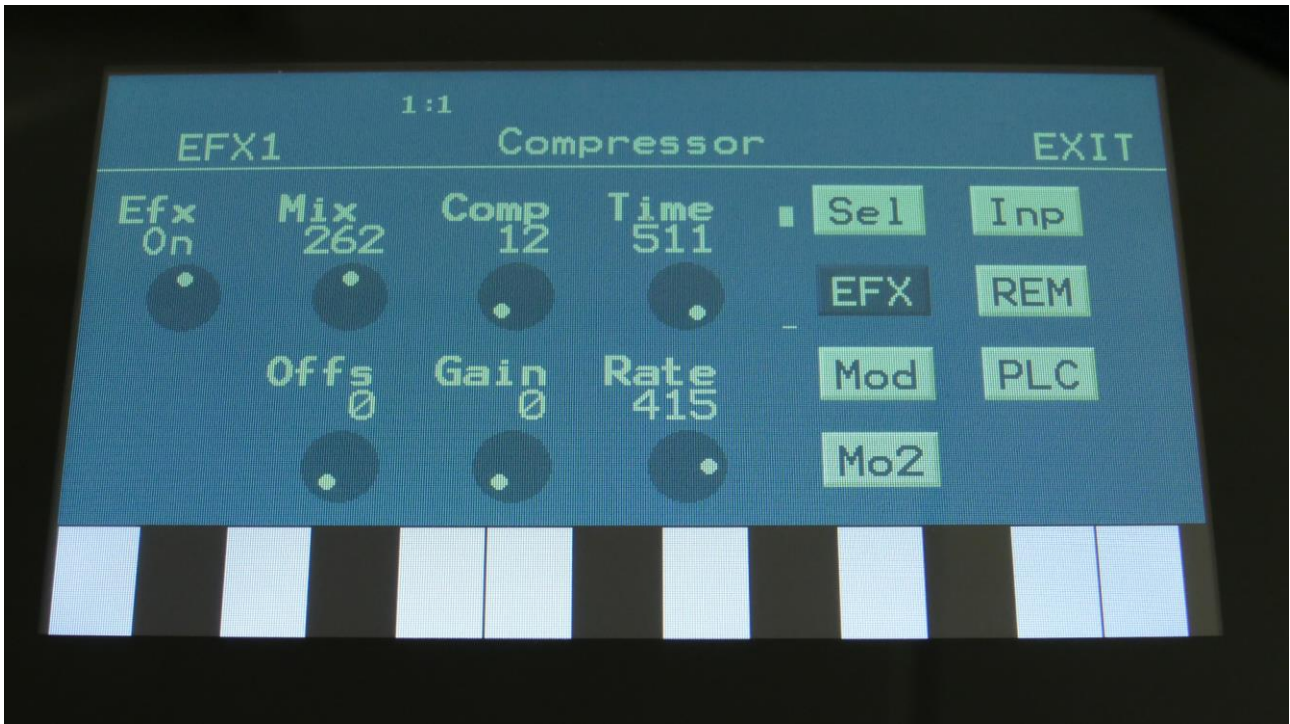 1:1
EFX1 Compressor EXIT
Efx Mix Comp Time Sel Inp
On 262 12 511
EFX REM
Offs Gain Rate Mod PLC
0 0 415
Mo2